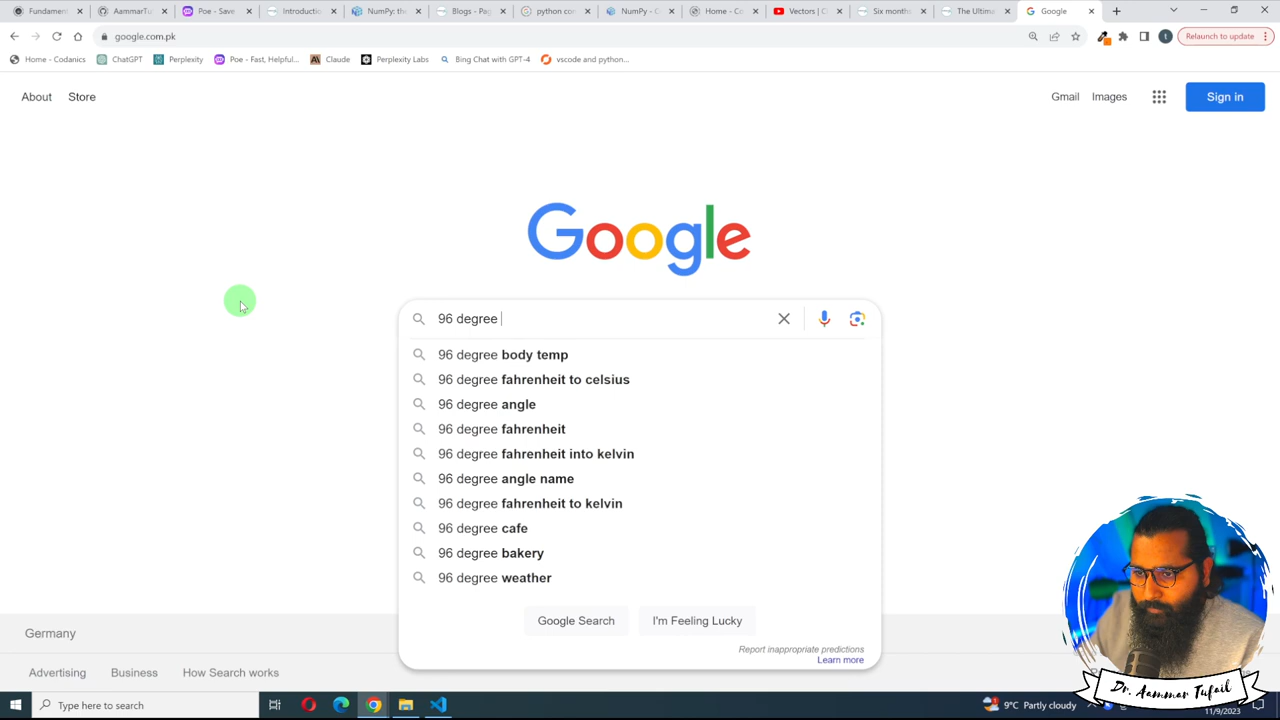 Fundamen
AammarTu
Poe - Save
Introductio
NumPy: the
Blogs - Pag
python con
NumPy - C
Home - Co
Vectors | Ch
Six months
The Ultima
Google
google.com.pk
Relaunch to update
Home - Codanics
ChatGPT
Perplexity
Poe - Fast, Helpful...
Claude
Perplexity Labs
Bing Chat with GPT-4
vscode and python...
About
Store
Gmail
Images
Sign in
Google
96 degree
96 degree body temp
96 degree fahrenheit to celsius
96 degree angle
96 degree fahrenheit
96 degree fahrenheit into kelvin
96 degree angle name
96 degree fahrenheit to kelvin
96 degree cafe
96 degree bakery
96 degree weather
Google Search
I'm Feeling Lucky
Report inappropriate predictions
Learn more
Germany
Advertising
Business
How Search works
Dr. Aammar Tufail
Type here to search
9°C Partly cloudy
11/9/2023